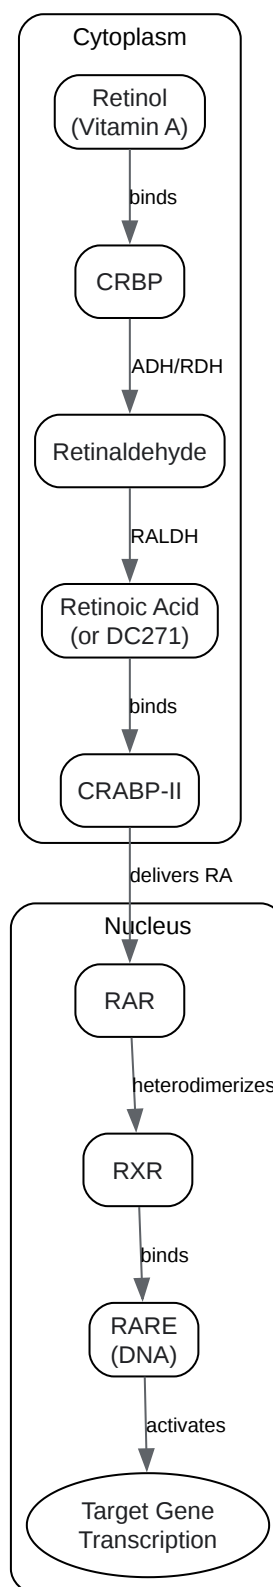 Cytoplasm
Retinol
(Vitamin A)
binds
CRBP
ADH/RDH
Retinaldehyde
RALDH
Retinoic Acid
(or DC271)
binds
CRABP-II
delivers RA
Nucleus
RAR
heterodimerizes
RXR
binds
RARE
(DNA)
activates
Target Gene
Transcription